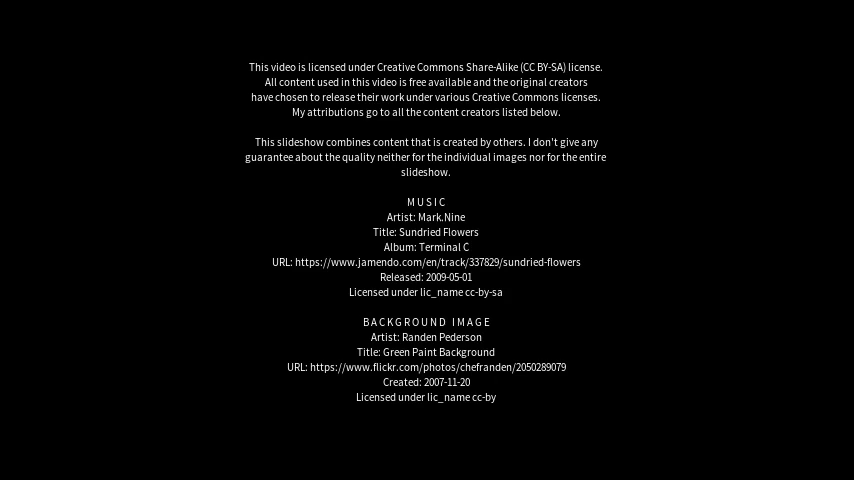 This video is licensed under Creative Commons Share-Alike (CC BY-SA) license.
All content used in this video is free available and the original creators
have chosen to release their work under various Creative Commons licenses.
My attributions go to all the content creators listed below.
This slideshow combines content that is created by others. I don't give any
guarantee about the quality neither for the individual images nor for the entire
slideshow.
M U S I C
Artist: Mark.Nine
Title: Sundried Flowers
Album: Terminal C
URL: https://www.jamendo.com/en/track/337829/sundried-flowers
Released: 2009-05-01
Licensed under lic_name cc-by-sa
B A C K G R O U N D   I M A G E
Artist: Randen Pederson
Title: Green Paint Background
URL: https://www.flickr.com/photos/chefranden/2050289079
Created: 2007-11-20
Licensed under lic_name cc-by